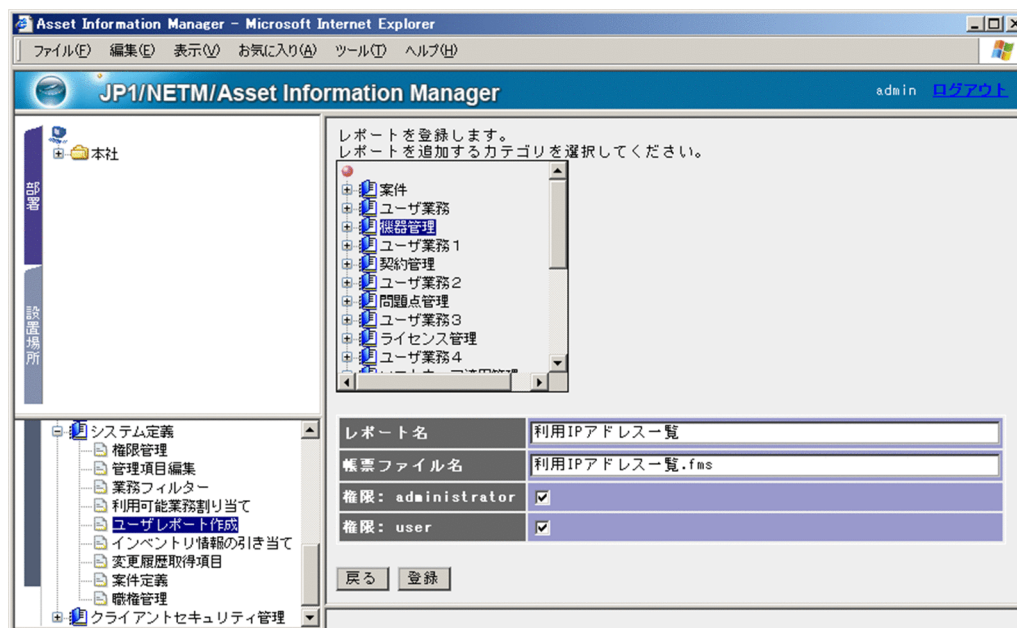 Asset Information Manager - Microsoft Internet Explorer
ファイル(F) 編集(E) 表示(V) お気に入り(A) ツール(T) ヘルプ(H)
JP1/NETM/Asset Information Manager
admin ログアウト
部署
設置場所
本社
システム定義
権限管理
管理項目編集
業務フィルター
利用可能業務割り当て
ユーザレポート作成
インベントリ情報の引き当て
変更履歴取得項目
案件定義
職権管理
クライアントセキュリティ管理
レポートを登録します。
レポートを追加するカテゴリを選択してください。
案件
ユーザ業務
機器管理
ユーザ業務1
契約管理
ユーザ業務2
問題点管理
ユーザ業務3
ライセンス管理
ユーザ業務4
レポート名 利用IPアドレス一覧
帳票ファイル名 利用IPアドレス一覧.fms
権限: administrator
権限: user
戻る 登録